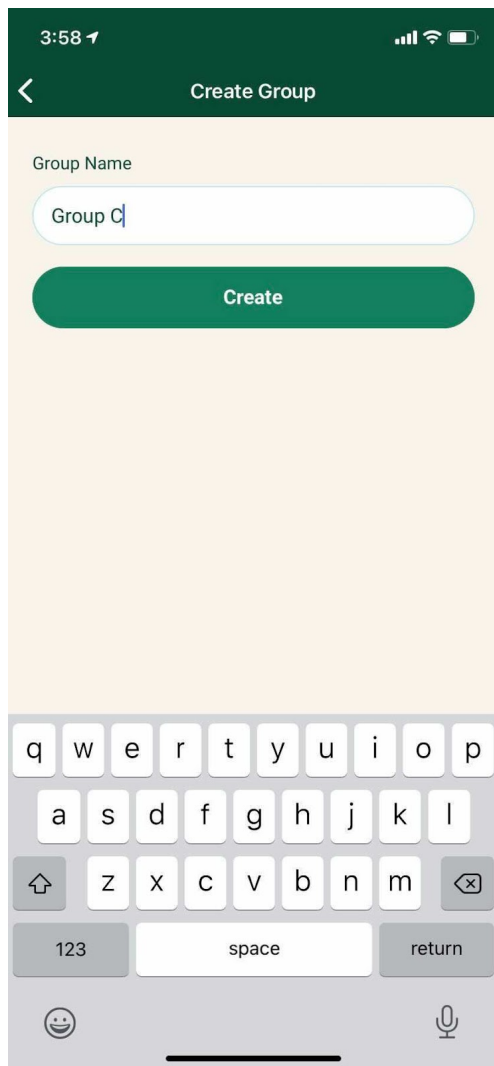 3:58
Create Group
Group Name
Group C
Create
q w e r t y u i o p
a s d f g h j k l
z x c v b n m
123 space return